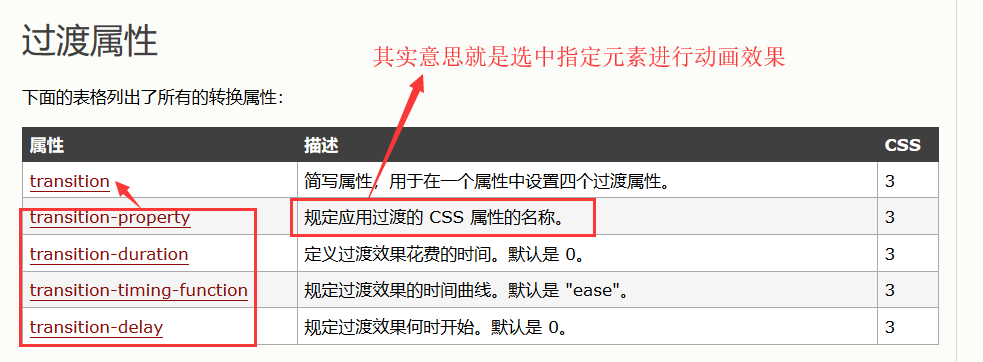 过渡属性
其实意思就是选中指定元素进行动画效果
下面的表格列出了所有的转换属性：
属性 描述 CSS
transition 简写属性，用于在一个属性中设置四个过渡属性。 3
transition-property 规定应用过渡的 CSS 属性的名称。 3
transition-duration 定义过渡效果花费的时间。默认是 0。 3
transition-timing-function 规定过渡效果的时间曲线。默认是 "ease"。 3
transition-delay 规定过渡效果何时开始。默认是 0。 3